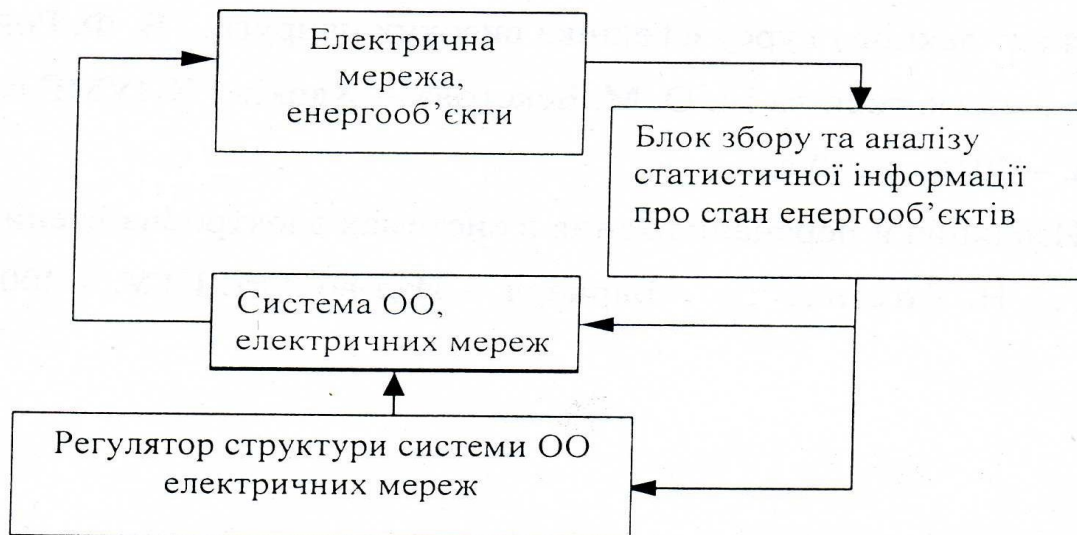 Електрична
мережа,
енергооб’єкти
Блок збору та аналізу
статистичної інформації
про стан енергооб’єктів
Система ОО,
електричних мереж
Регулятор структури системи ОО
електричних мереж